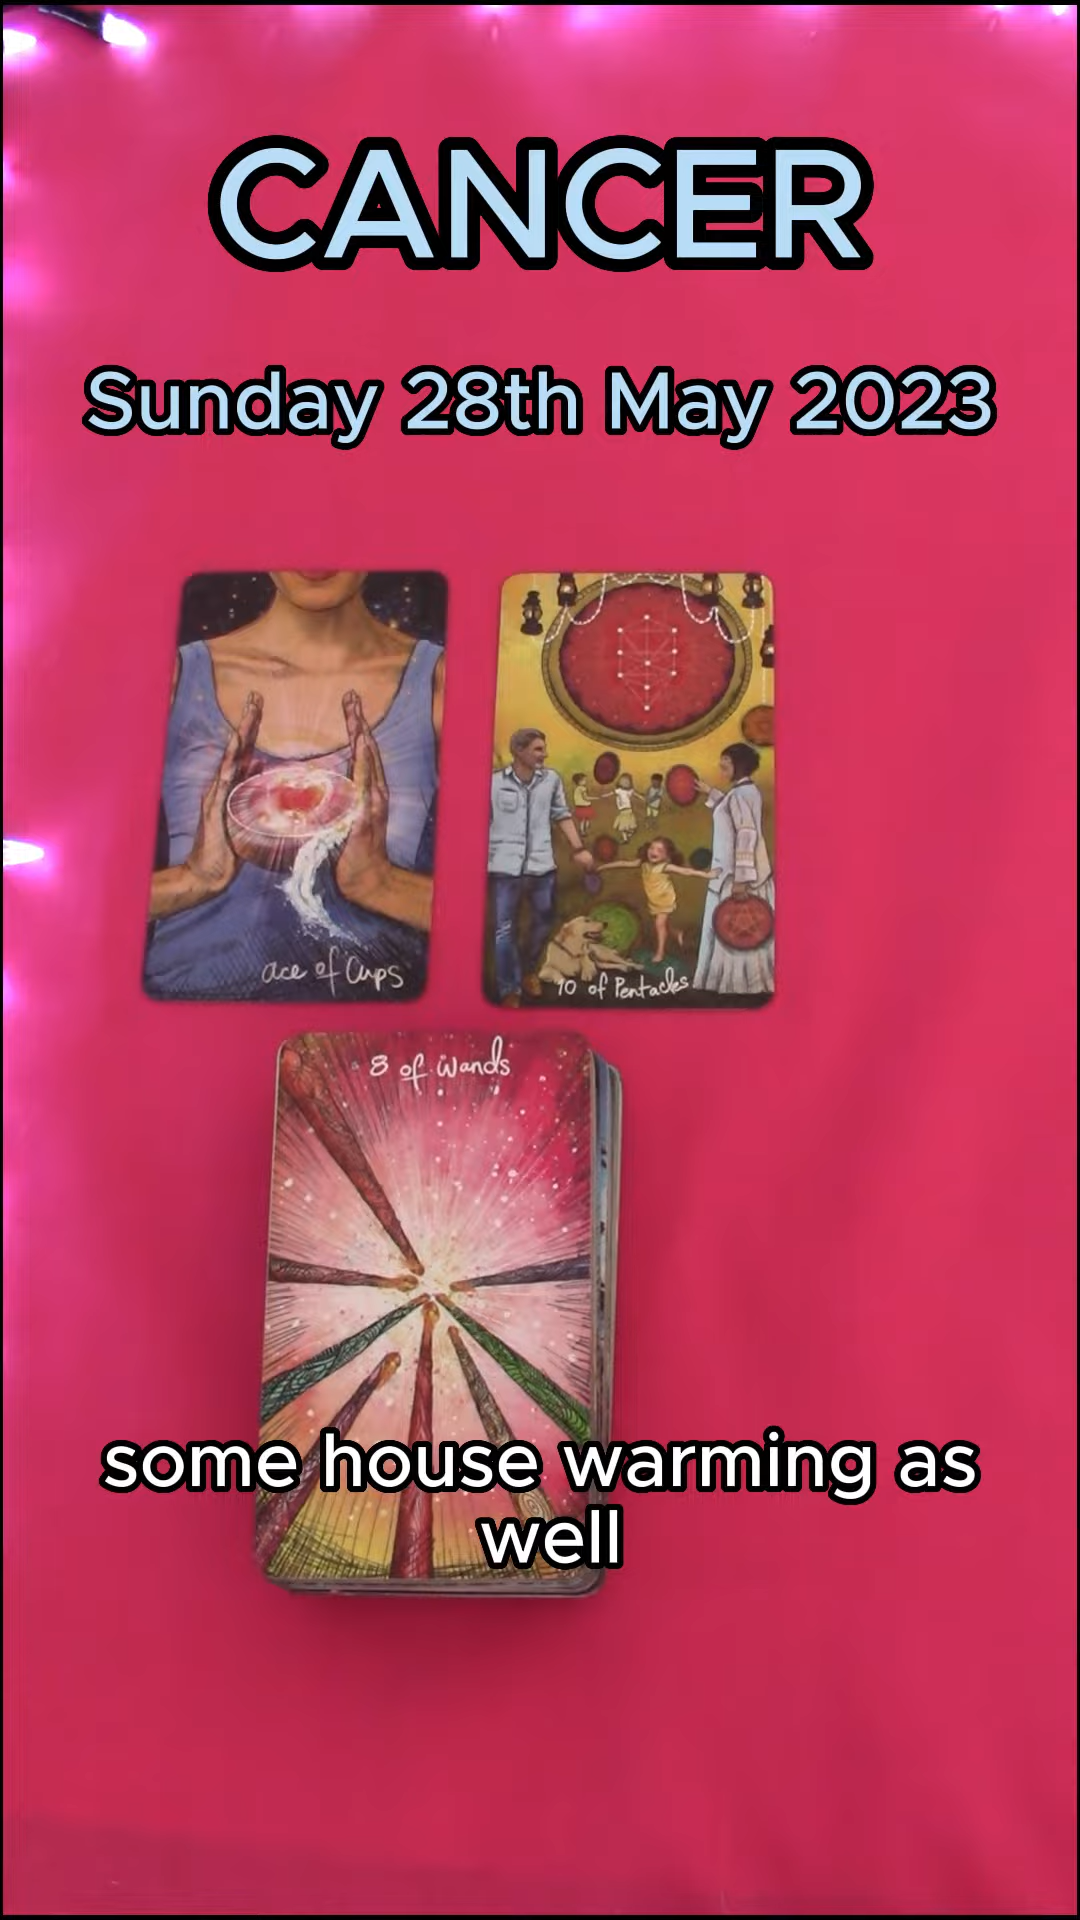 CANCER
Sunday 28th May 2023
ace of Cups
10 of Pentacles
8 of Wands
some house warming as
well